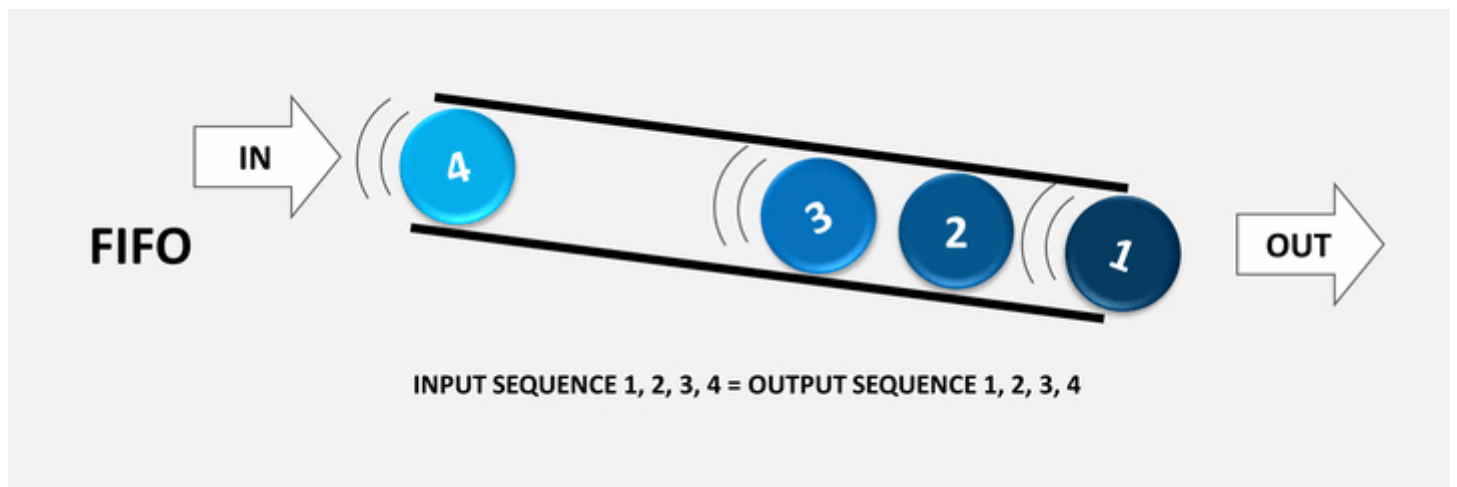 IN
4
3
2
1
OUT
FIFO
INPUT SEQUENCE 1, 2, 3, 4 = OUTPUT SEQUENCE 1, 2, 3, 4